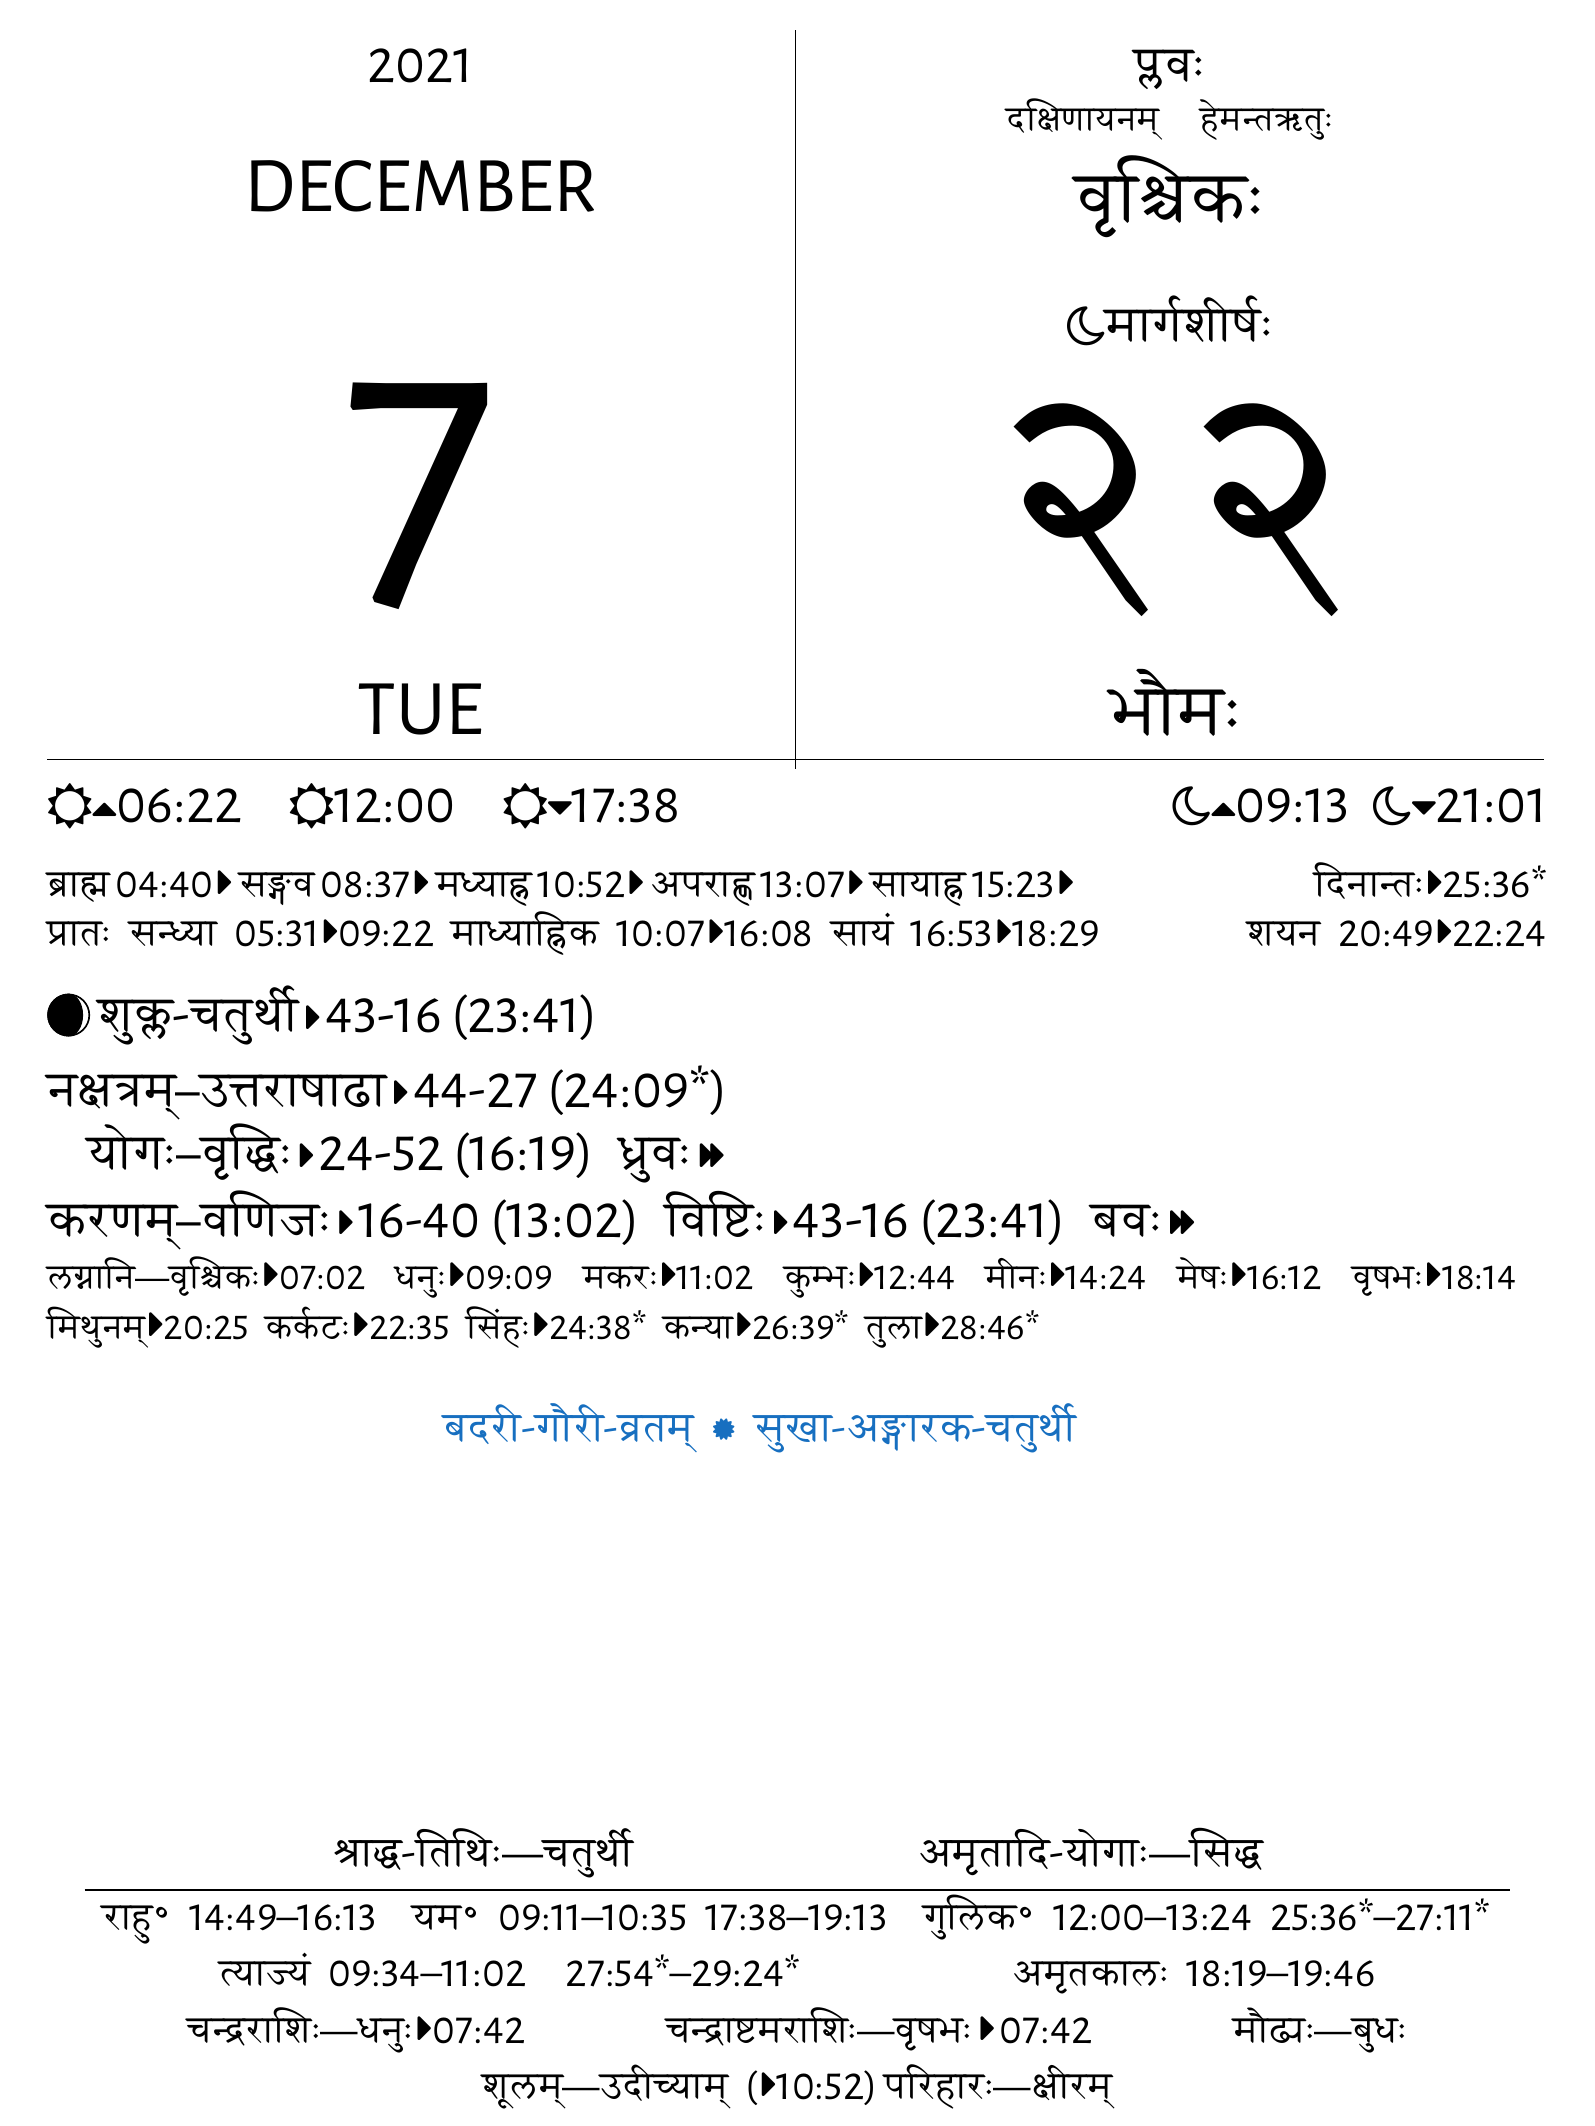 2021
DECEMBER
7
TUE
प्लवः
दक्षिणायनम् हेमन्तऋतुः
वृश्चिकः
मार्गशीर्षः
२२
भौमः
06:22 12:00 17:38 09:13 21:01
ब्राह्म 04:40 सङ्गव 08:37 मध्याह्न 10:52 अपराह्ण 13:07 सायाह्न 15:23 दिनान्तः 25:36*
प्रातः सन्ध्या 05:31 09:22 माध्याह्निक 10:07 16:08 सायं 16:53 18:29 शयन 20:49 22:24
शुक्ल-चतुर्थी 43-16 (23:41)
नक्षत्रम्–उत्तराषाढा 44-27 (24:09*)
योगः–वृद्धिः 24-52 (16:19) ध्रुवः
करणम्–वणिजः 16-40 (13:02) विष्टिः 43-16 (23:41) बवः
लग्नानि—वृश्चिकः 07:02 धनुः 09:09 मकरः 11:02 कुम्भः 12:44 मीनः 14:24 मेषः 16:12 वृषभः 18:14
मिथुनम् 20:25 कर्कटः 22:35 सिंहः 24:38* कन्या 26:39* तुला 28:46*
बदरी-गौरी-व्रतम् सुखा-अङ्गारक-चतुर्थी
श्राद्ध-तिथिः—चतुर्थी अमृतादि-योगाः—सिद्ध
राहु° 14:49–16:13 यम° 09:11–10:35 17:38–19:13 गुलिक° 12:00–13:24 25:36*–27:11*
त्याज्यं 09:34–11:02 27:54*–29:24* अमृतकालः 18:19–19:46
चन्द्रराशिः—धनुः 07:42 चन्द्राष्टमराशिः—वृषभः 07:42 मौढ्यः—बुधः
शूलम्—उदीच्याम् (10:52) परिहारः—क्षीरम्